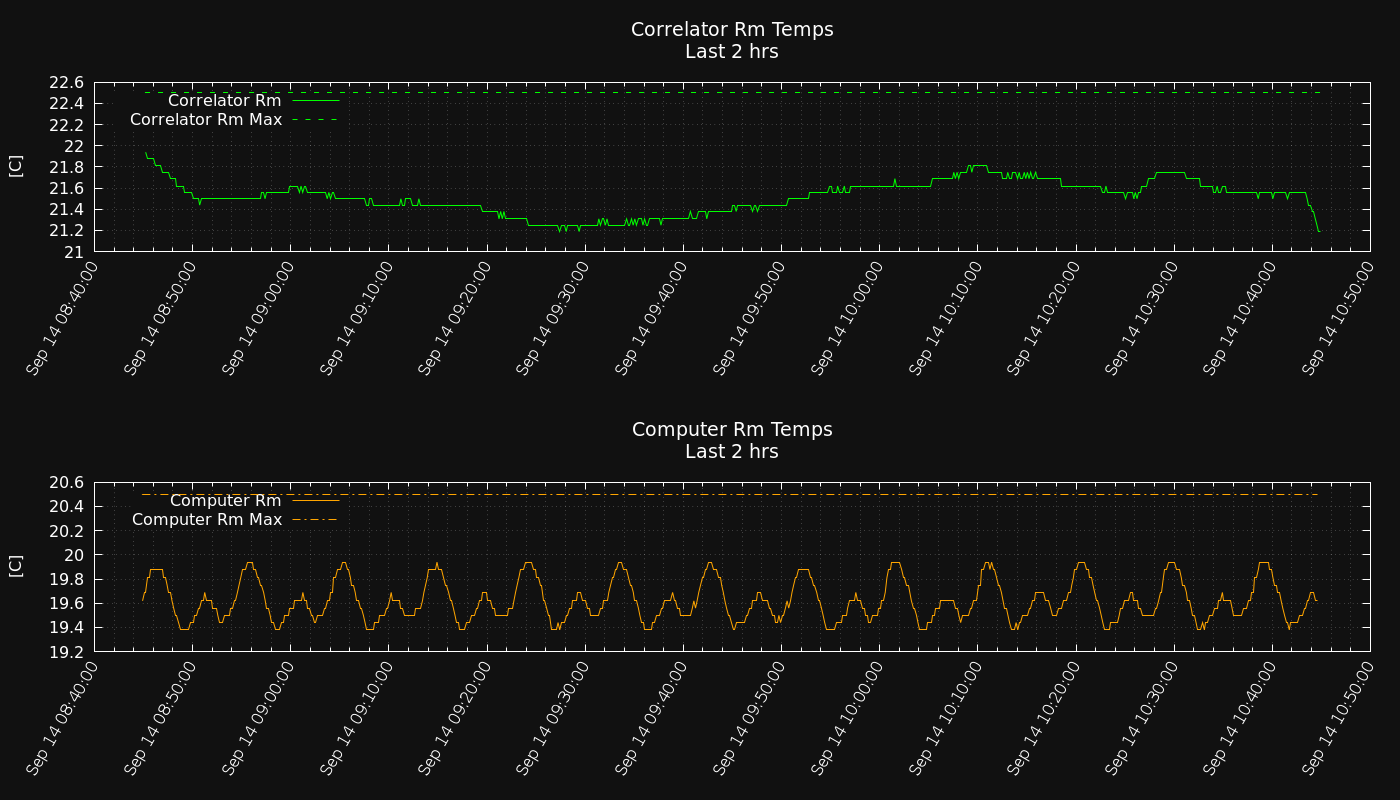 Correlator Rm Temps
Last 2 hrs
[C]
22.6
22.4
22.2
22
21.8
21.6
21.4
21.2
21
Correlator Rm
Correlator Rm Max
Sep 14 08:40:00
Sep 14 08:50:00
Sep 14 09:00:00
Sep 14 09:10:00
Sep 14 09:20:00
Sep 14 09:30:00
Sep 14 09:40:00
Sep 14 09:50:00
Sep 14 10:00:00
Sep 14 10:10:00
Sep 14 10:20:00
Sep 14 10:30:00
Sep 14 10:40:00
Sep 14 10:50:00
Computer Rm Temps
Last 2 hrs
[C]
20.6
20.4
20.2
20
19.8
19.6
19.4
19.2
Computer Rm
Computer Rm Max
Sep 14 08:40:00
Sep 14 08:50:00
Sep 14 09:00:00
Sep 14 09:10:00
Sep 14 09:20:00
Sep 14 09:30:00
Sep 14 09:40:00
Sep 14 09:50:00
Sep 14 10:00:00
Sep 14 10:10:00
Sep 14 10:20:00
Sep 14 10:30:00
Sep 14 10:40:00
Sep 14 10:50:00